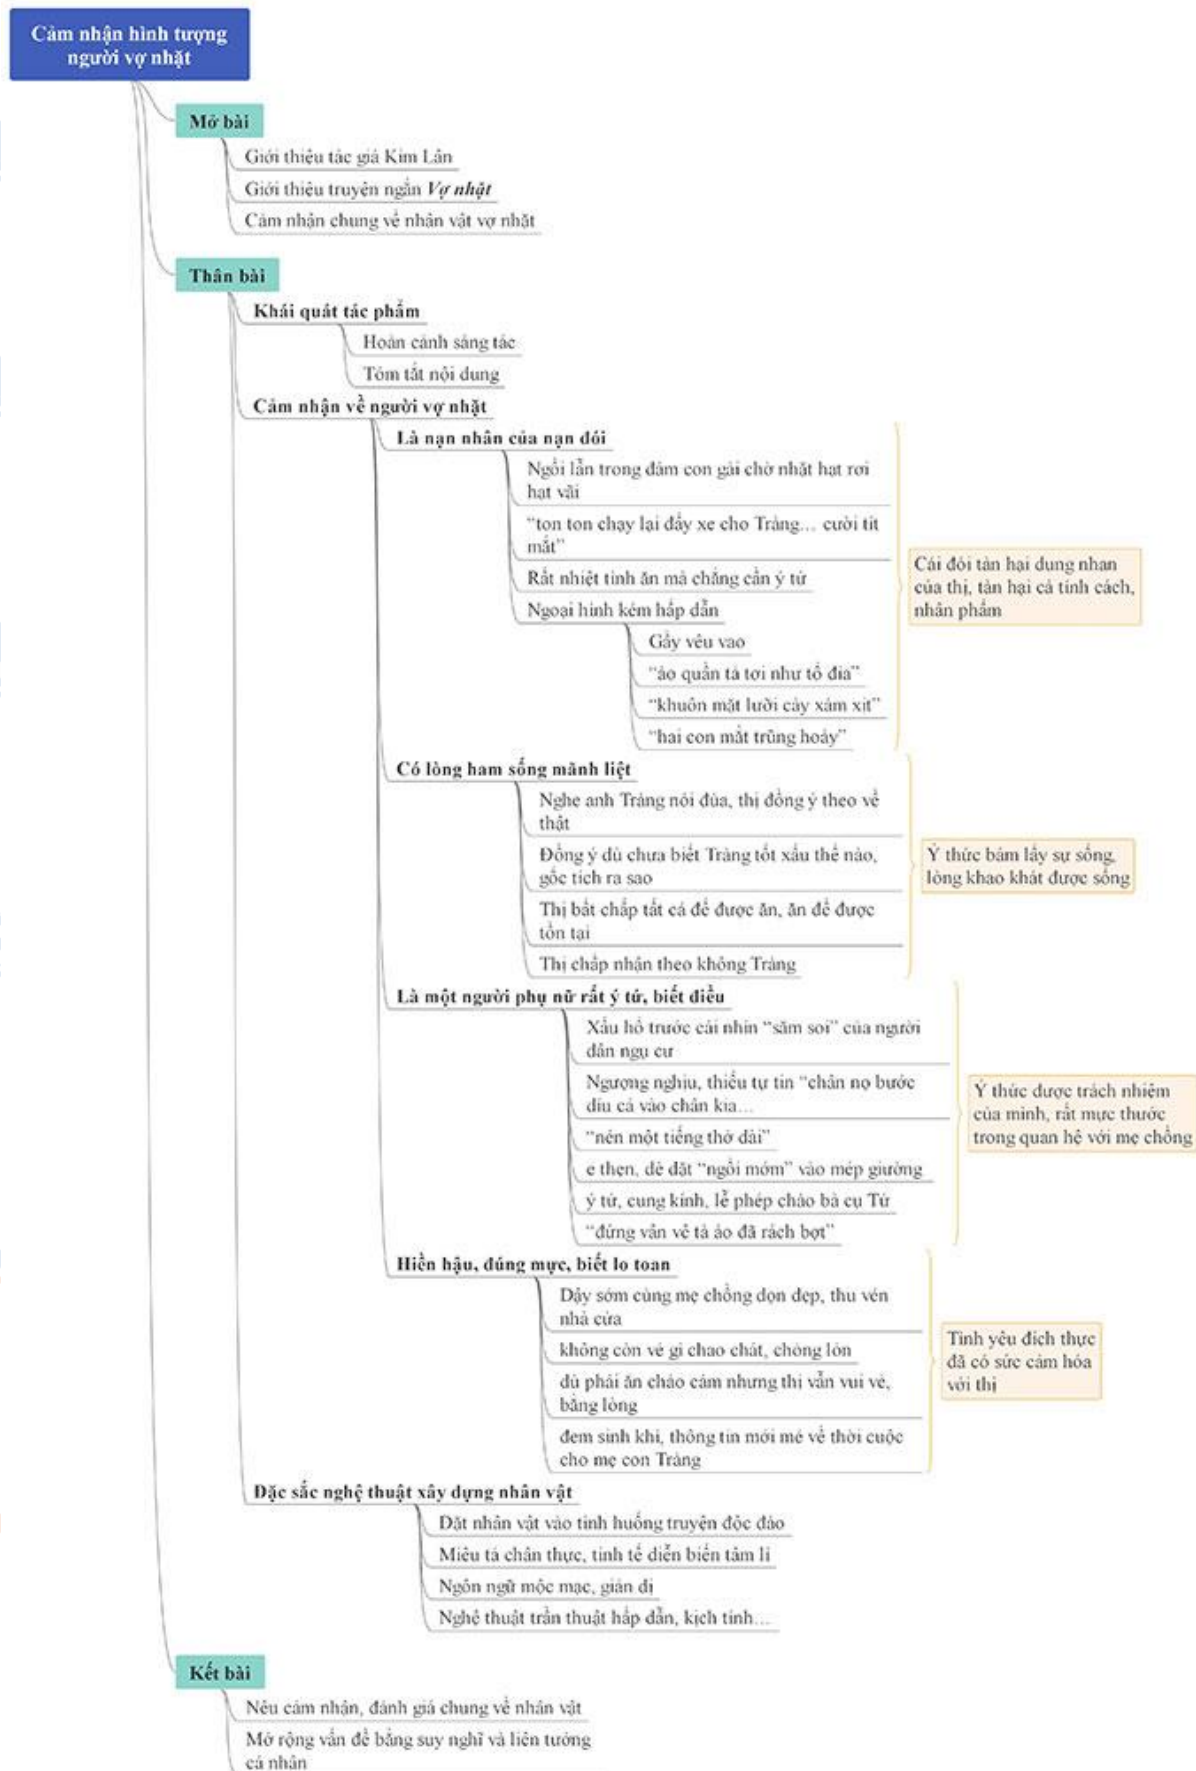 Cảm nhận hình tượng
người vợ nhặt
Mở bài
Giới thiệu tác giả Kim Lân
Giới thiệu truyện ngắn Vợ nhặt
Cảm nhận chung về nhân vật vợ nhặt
Thân bài
Khái quát tác phẩm
Hoàn cảnh sáng tác
Tóm tắt nội dung
Cảm nhận về người vợ nhặt
Là nạn nhân của nạn đói
Ngồi lẫn trong đám con gái chờ nhặt hạt rơi
hạt vãi
“ton ton chạy lại đẩy xe cho Tràng... cười tít
mắt”
Rất nhiệt tình ăn mà chẳng cần ý tứ
Ngoại hình kém hấp dẫn
Gầy yếu vao
“áo quần tả tơi như tổ đỉa”
“khuôn mặt lưỡi cày xám xịt”
“hai con mắt trũng hoáy”
Cái đói tàn hại dung nhan
của thị, tàn hại cả tính cách,
nhân phẩm
Có lòng ham sống mãnh liệt
Nghe anh Tràng nói đùa, thị đồng ý theo về
thật
Đồng ý dù chưa biết Tràng tốt xấu thế nào,
gốc tích ra sao
Thị bất chấp tất cả để được ăn, ăn để được
tồn tại
Thị chấp nhận theo không Tràng
Ý thức bám lấy sự sống,
lòng khao khát được sống
Là một người phụ nữ rất ý tứ, biết điều
Xấu hổ trước cái nhìn “săm soi” của người
dân ngụ cư
Ngượng nghịu, thiếu tự tin “chân nọ bước
díu cả vào chân kia...
“nén một tiếng thở dài”
e thẹn, dè dặt “ngồi mớm” vào mép giường
ý tứ, cung kính, lễ phép chào bà cụ Tứ
“đứng vân vê tà áo đã rách bợt”
Ý thức được trách nhiệm
của mình, rất mực thước
trong quan hệ với mẹ chồng
Hiền hậu, đúng mực, biết lo toan
Dậy sớm cùng mẹ chồng dọn dẹp, thu vén
nhà cửa
không còn vẻ gì chao chát, chỏng lỏn
dù phải ăn cháo cám nhưng thị vẫn vui vẻ,
bằng lòng
đem sinh khí, thông tin mới mẻ về thời cuộc
cho mẹ con Tràng
Tình yêu đích thực
đã có sức cảm hóa
với thị
Đặc sắc nghệ thuật xây dựng nhân vật
Đặt nhân vật vào tình huống truyện độc đáo
Miêu tả chân thực, tinh tế diễn biến tâm lí
Ngôn ngữ mộc mạc, giản dị
Nghệ thuật trần thuật hấp dẫn, kịch tính...
Kết bài
Nêu cảm nhận, đánh giá chung về nhân vật
Mở rộng vấn đề bằng suy nghĩ và liên tưởng
cá nhân